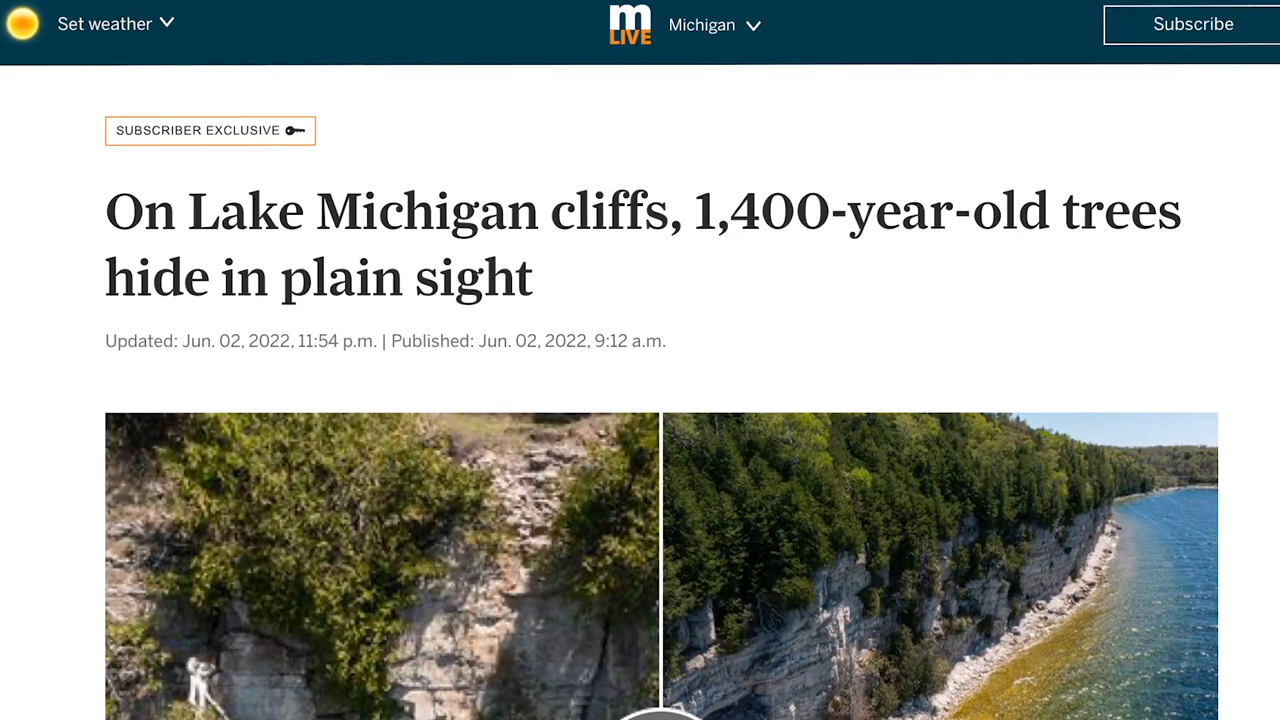 Set weather
m
LIVE
Michigan
Subscribe
SUBSCRIBER EXCLUSIVE
On Lake Michigan cliffs, 1,400-year-old trees
hide in plain sight
Updated: Jun. 02, 2022, 11:54 p.m. | Published: Jun. 02, 2022, 9:12 a.m.